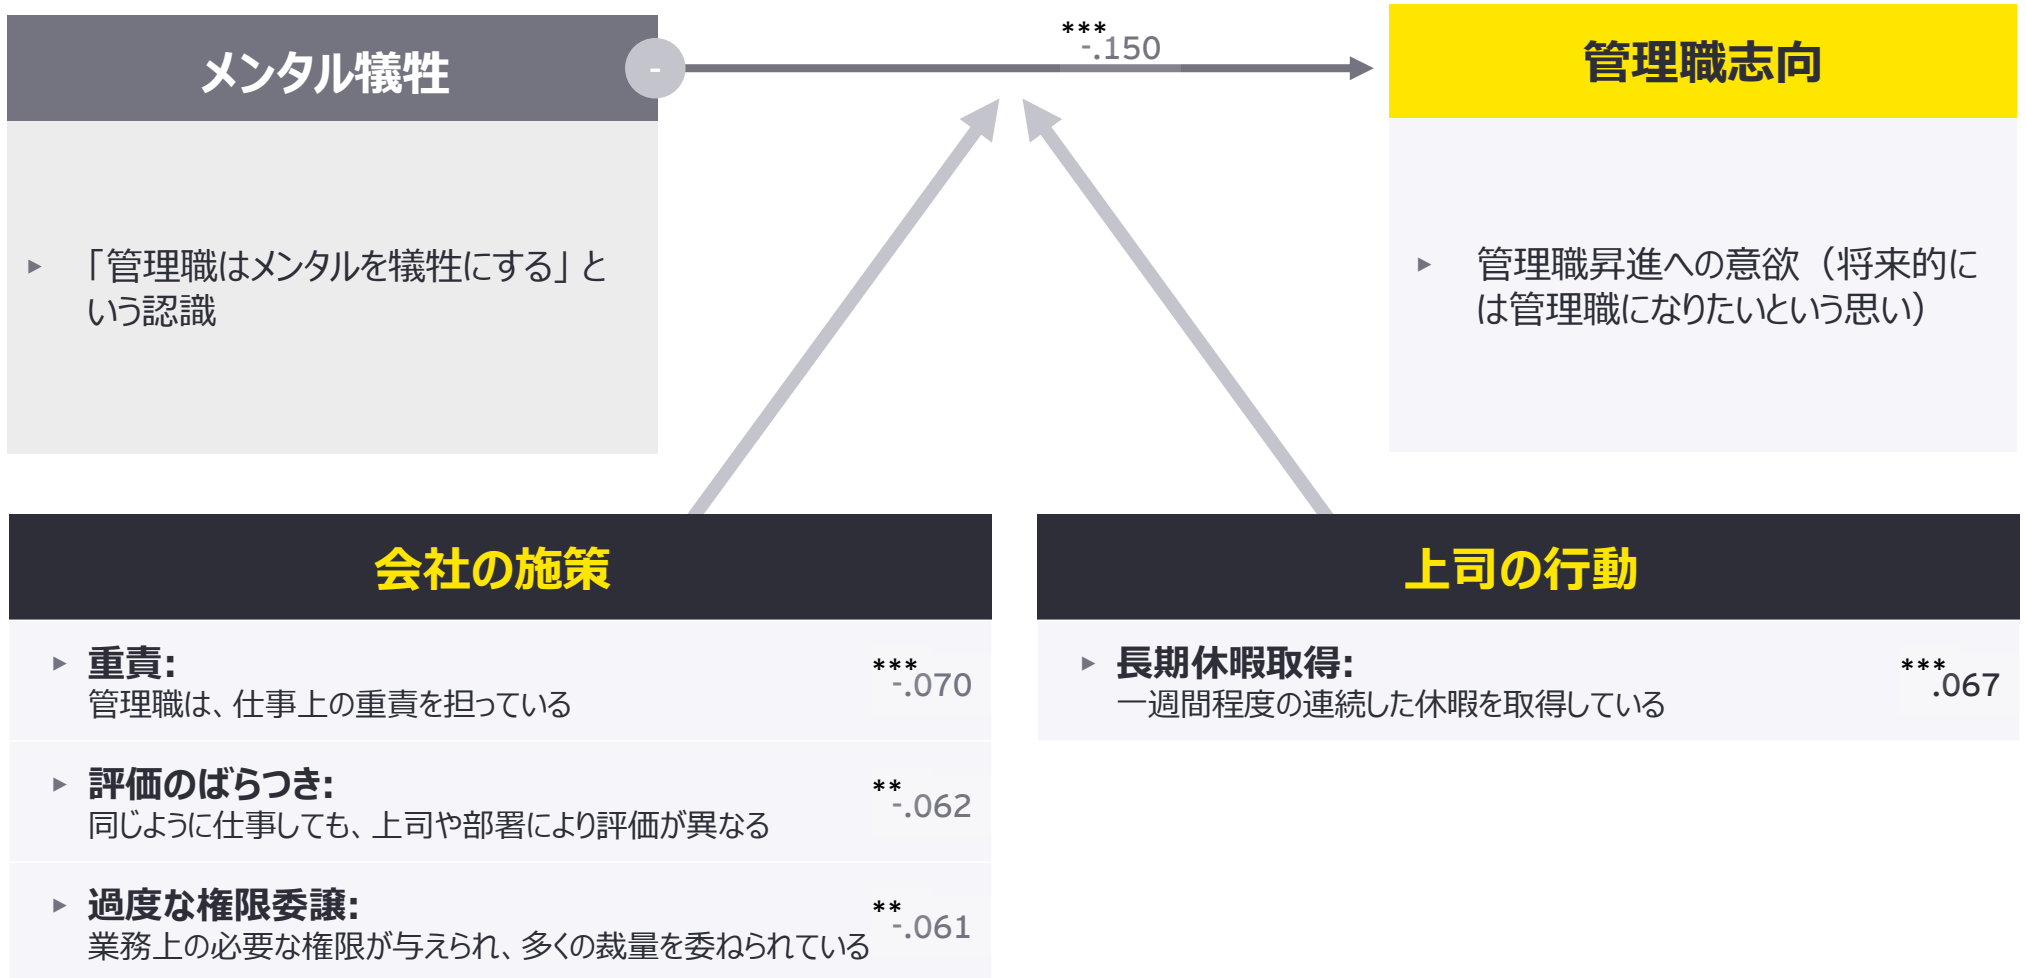 メンタル犠牲
-
***
-.150
管理職志向
▸ 「管理職はメンタルを犠牲にする」と
いう認識
▸ 管理職昇進への意欲（将来的に
は管理職になりたいという思い）
会社の施策
▸ 重責:
管理職は、仕事上の重責を担っている
***
-.070
▸ 評価のばらつき:
同じように仕事しても、上司や部署により評価が異なる
**
-.062
▸ 過度な権限委譲:
業務上の必要な権限が与えられ、多くの裁量を委ねられている
**
-.061
上司の行動
▸ 長期休暇取得:
一週間程度の連続した休暇を取得している
***
.067